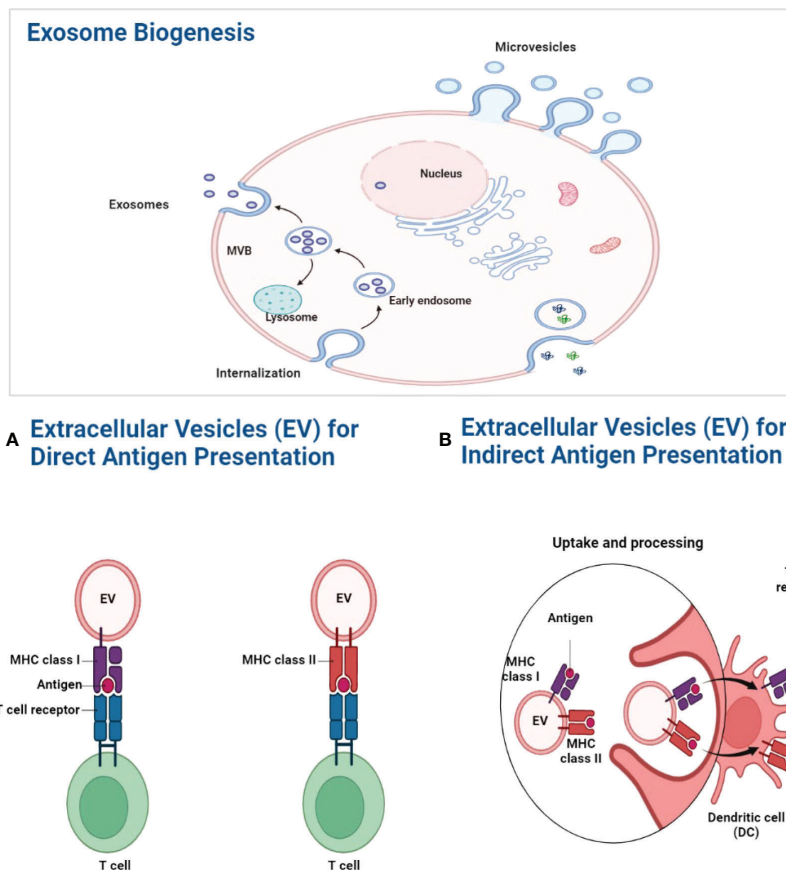 Exosome Biogenesis
Microvesicles
Nucleus
Exosomes
MVB
Early endosome
Lysosome
Internalization
A
Extracellular Vesicles (EV) for
Direct Antigen Presentation
B
Extracellular Vesicles (EV) for
Indirect Antigen Presentation
EV
MHC class I
Antigen
T cell receptor
T cell
EV
MHC class II
T cell
Uptake and processing
Antigen
MHC
class I
EV
MHC
class II
Dendritic cell
(DC)